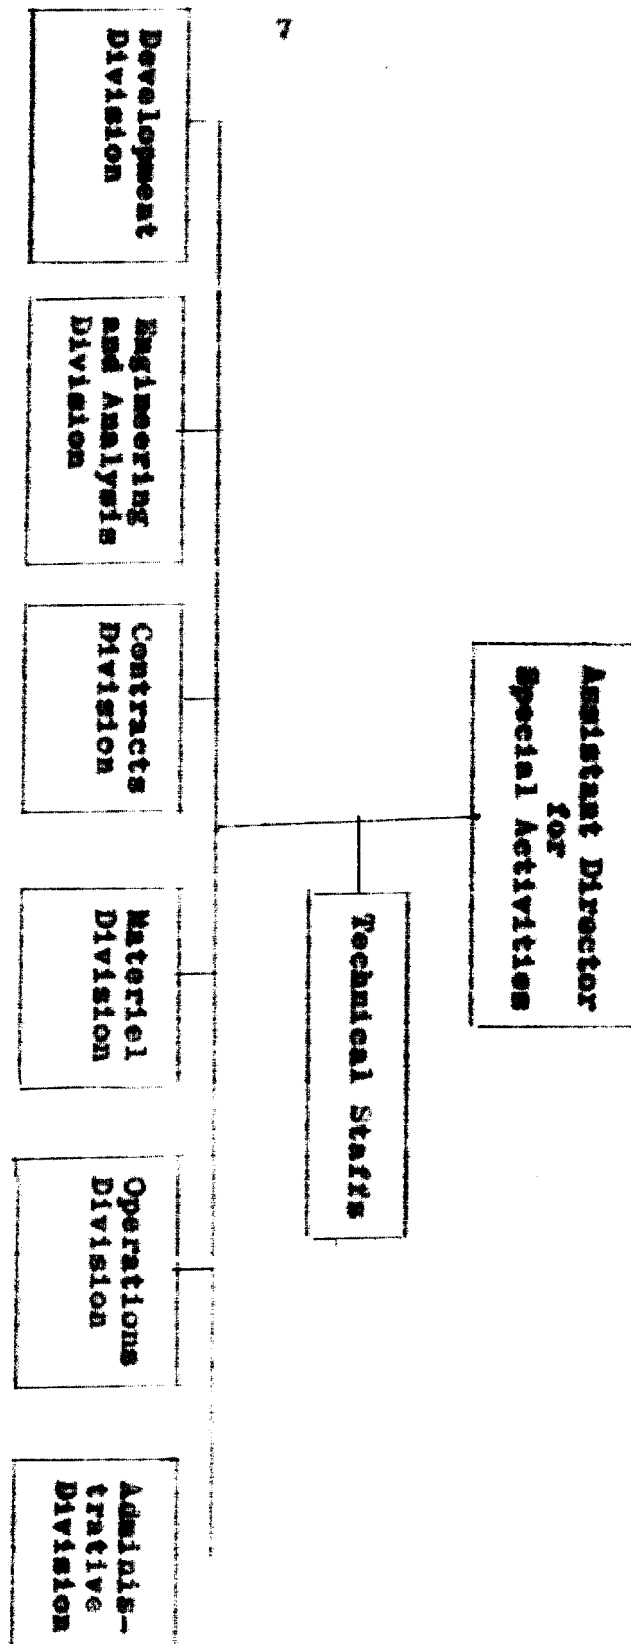 7
Assistant Director
for
Special Activities
Technical Staffs
Development
Division
Engineering
and Analysis
Division
Contracts
Division
Materiel
Division
Operations
Division
Adminis-
trative
Division